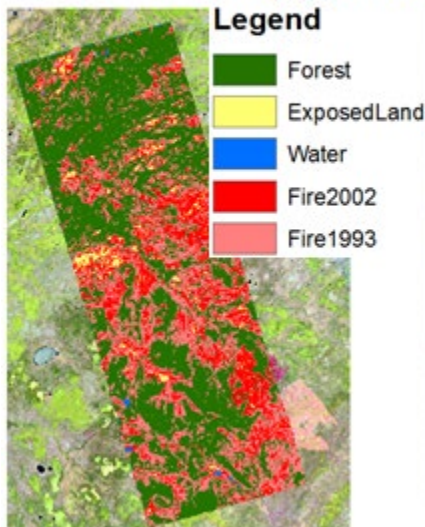 Legend
Forest
ExposedLand
Water
Fire2002
Fire1993